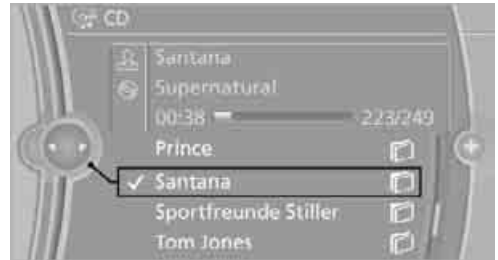 CD
Santana
Supernatural
00:38 223/249
Prince
Santana
Sportfreunde Stiller
Tom Jones